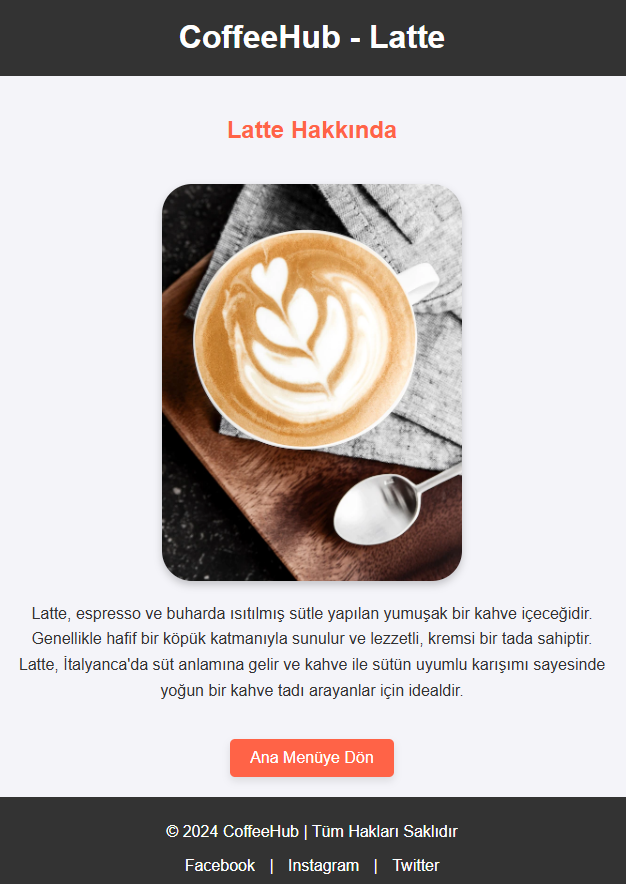 CoffeeHub - Latte
Latte Hakkında
Latte, espresso ve buharda ısıtılmış sütle yapılan yumuşak bir kahve içeceğidir.
Genellikle hafif bir köpük katmanıyla sunulur ve lezzetli, kremsi bir tada sahiptir.
Latte, İtalyanca'da süt anlamına gelir ve kahve ile sütün uyumlu karışımı sayesinde
yoğun bir kahve tadı arayanlar için idealdir.
Ana Menüye Dön
© 2024 CoffeeHub | Tüm Hakları Saklıdır
Facebook | Instagram | Twitter